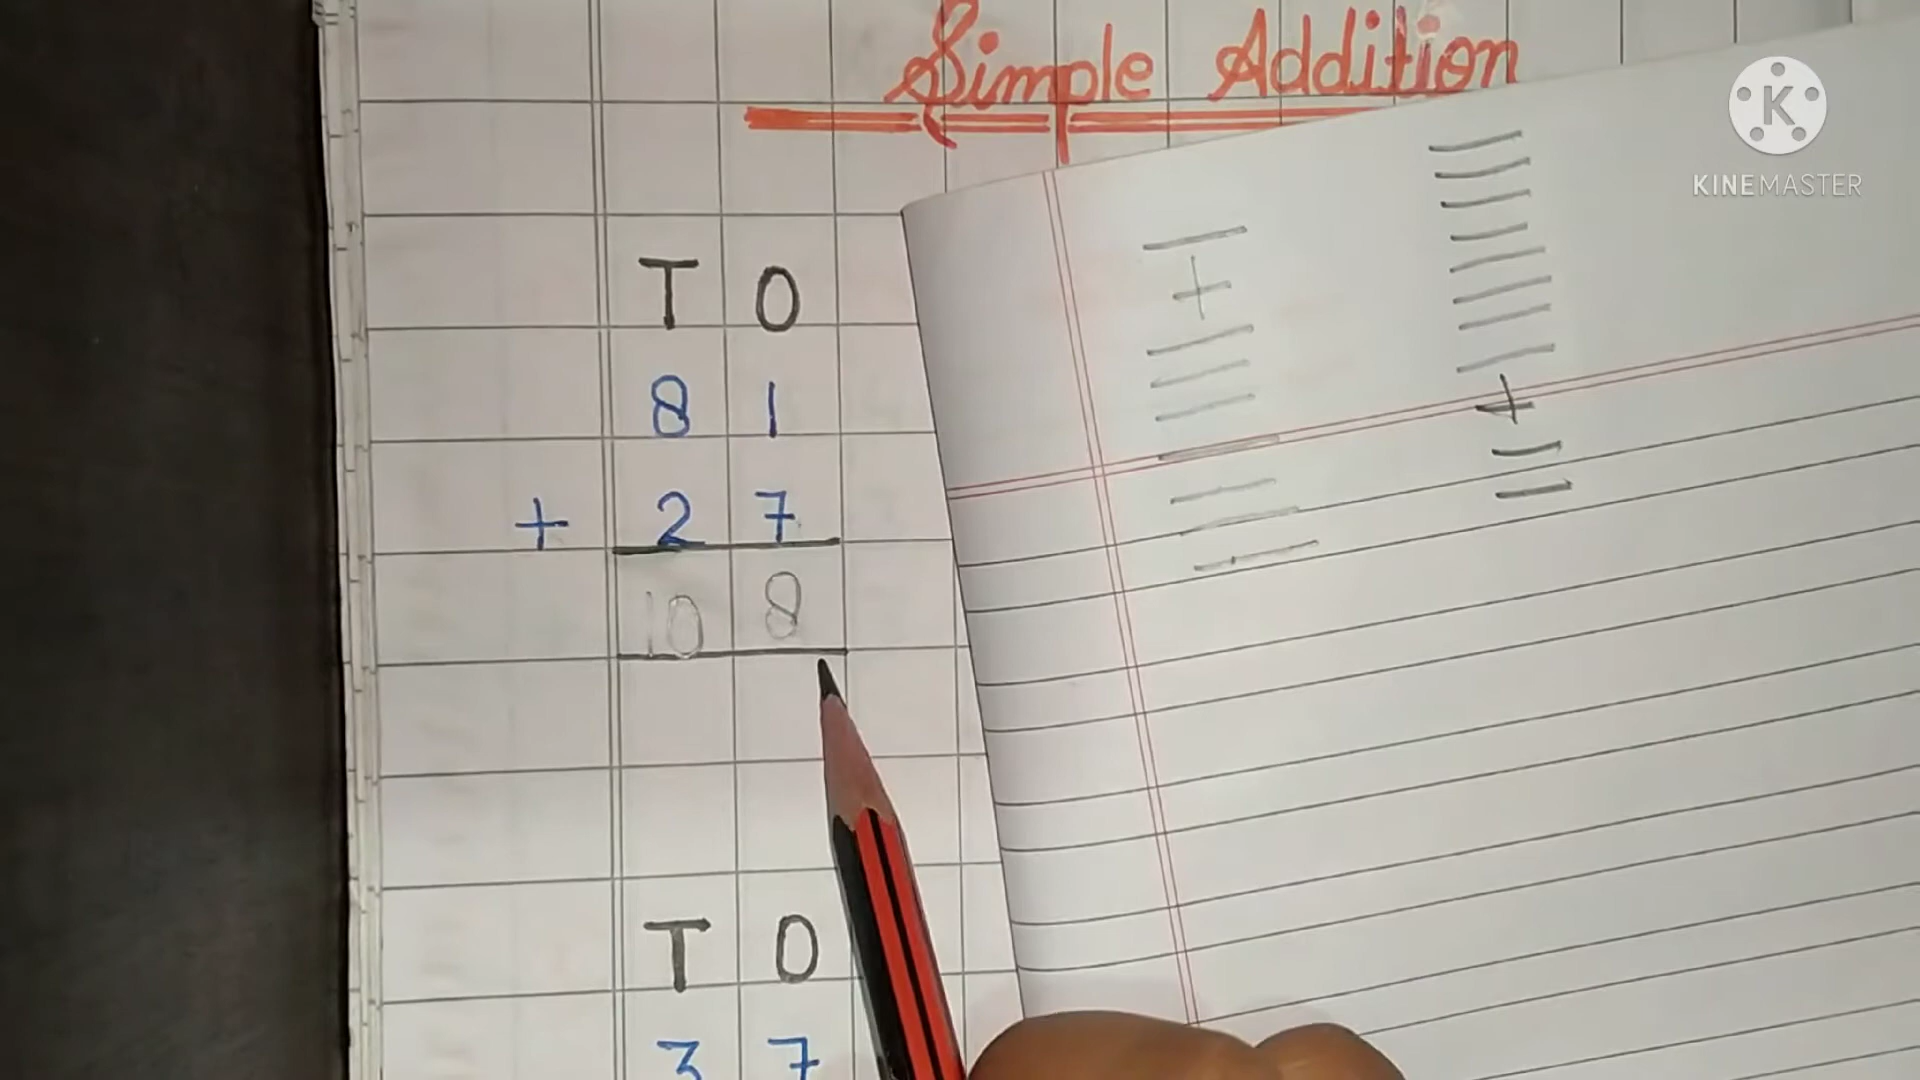 Simple Addition
KINEMASTER
T O
8 1
+ 2 7
10 8
T O
3 7